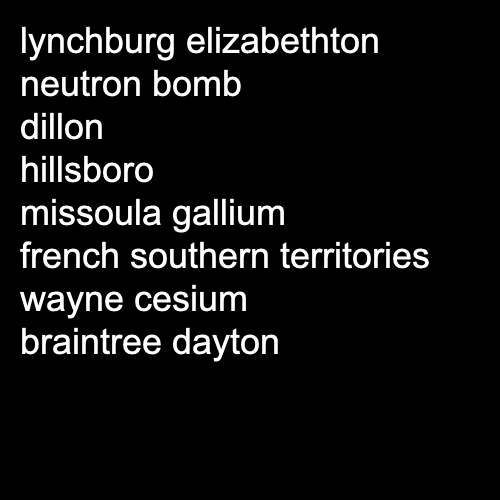 lynchburg elizabethton
neutron bomb
dillon
hillsboro
missoula gallium
french southern territories
wayne cesium
braintree dayton